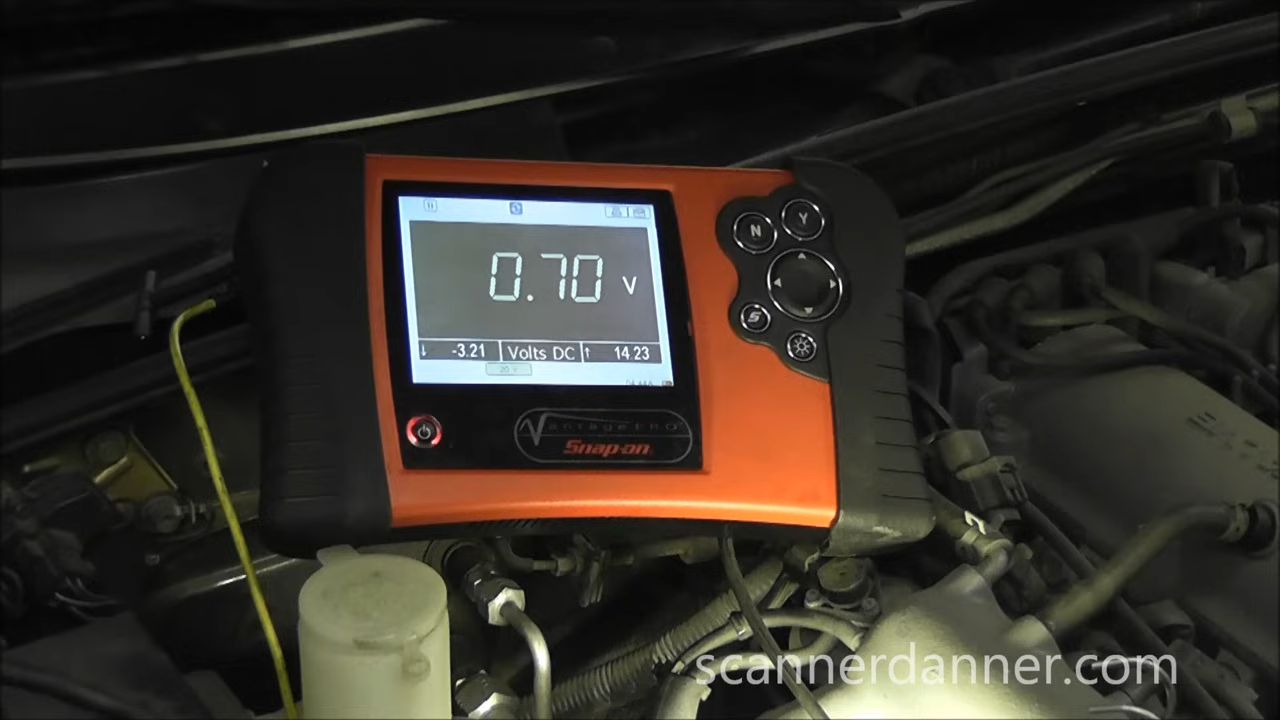 N Y
0.70 V
S
↓ -3.21 Volts DC ↑ 14.23
20 V
Vantage PRO
Snap-on
scannerdanner.com